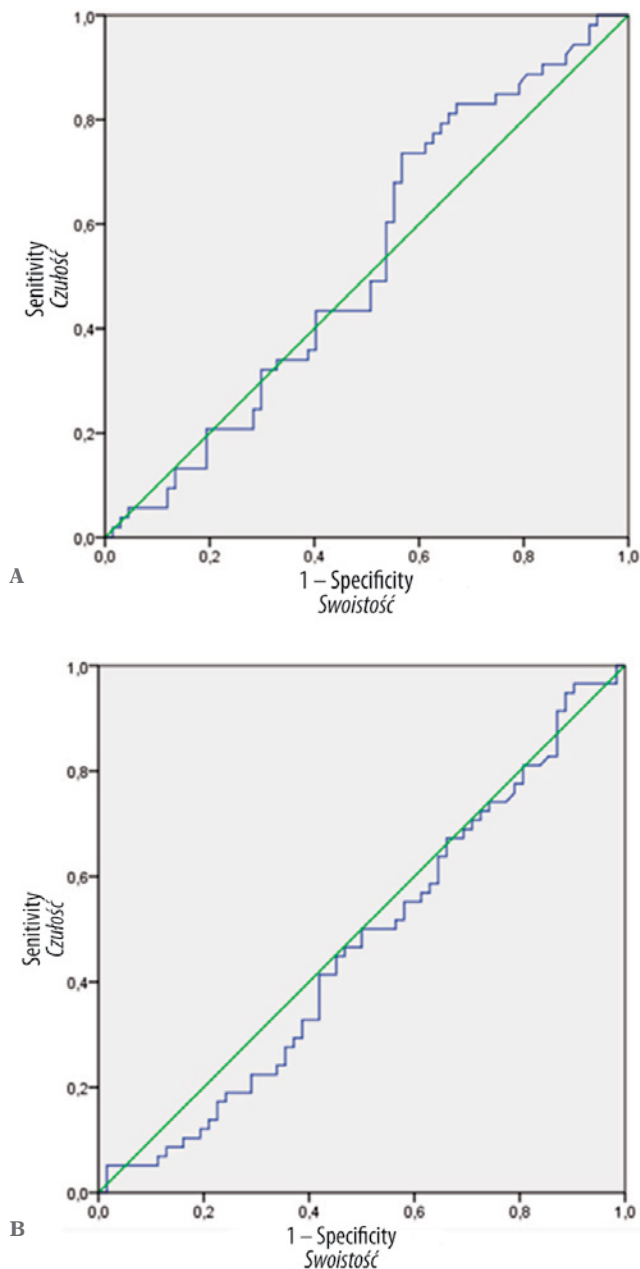 1,0
0,8
0,6
0,4
0,2
0,0
Senitivity
Czułość
0,0 0,2 0,4 0,6 0,8 1,0
1 – Specificity
Swoistość
A
1,0
0,8
0,6
0,4
0,2
0,0
Senitivity
Czułość
0,0 0,2 0,4 0,6 0,8 1,0
1 – Specificity
Swoistość
B